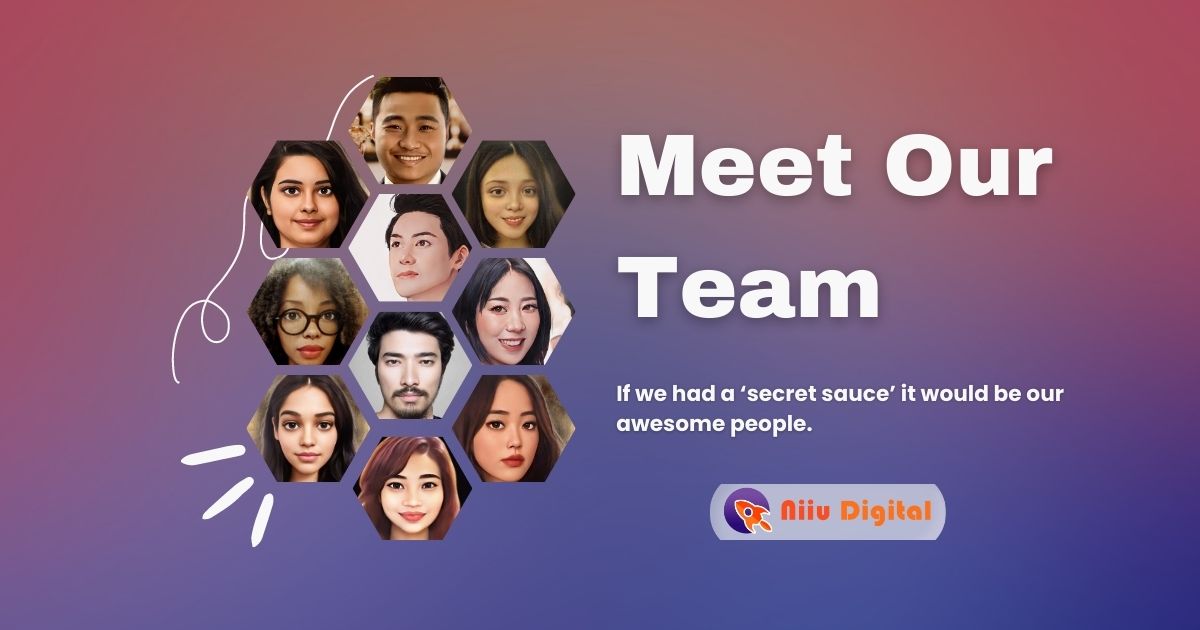 Meet Our
Team
If we had a ‘secret sauce’ it would be our
awesome people.
Niiu Digital